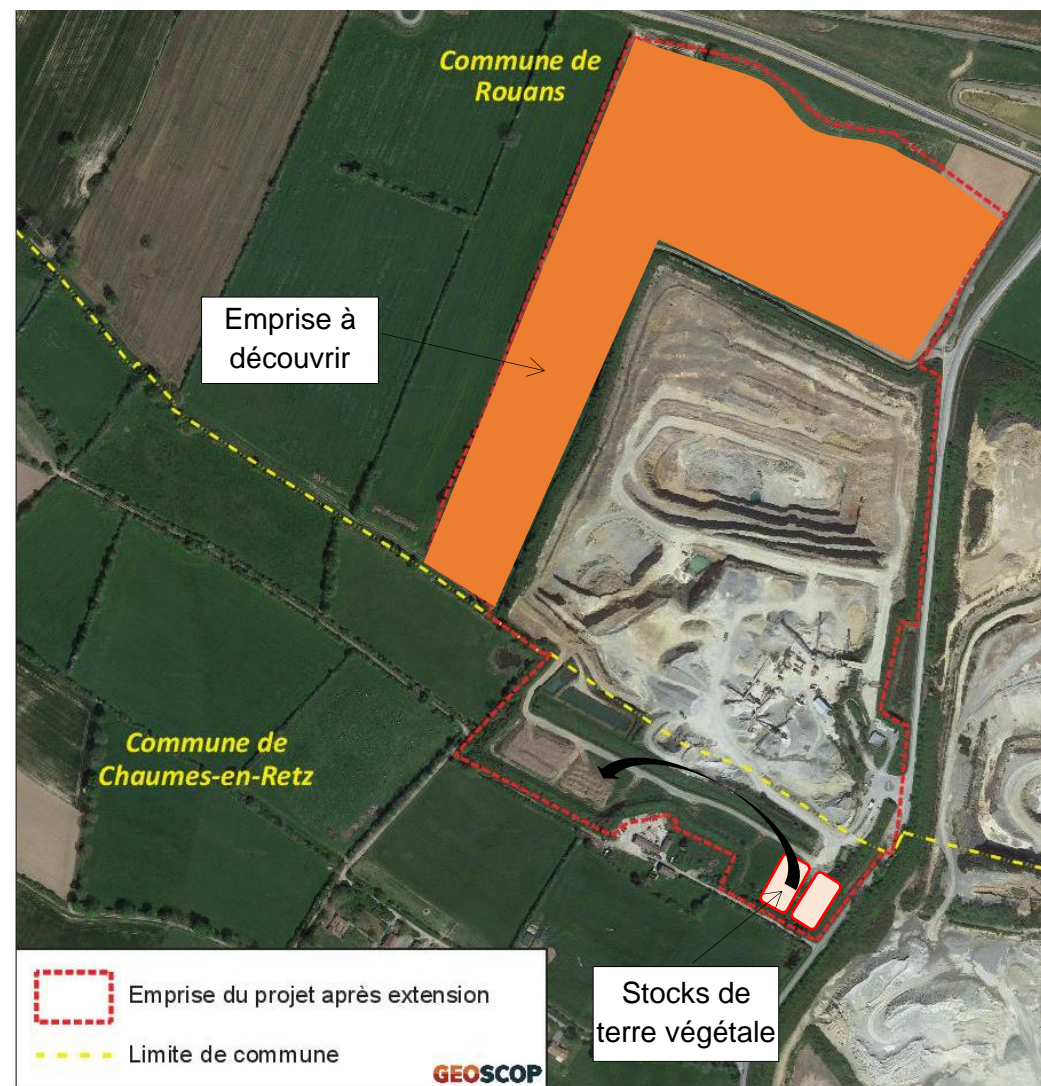 Commune de
Rouans
Emprise à
découvrir
Commune de
Chaumes-en-Retz
Stocks de
terre végétale
Emprise du projet après extension
Limite de commune
GEOSCOP